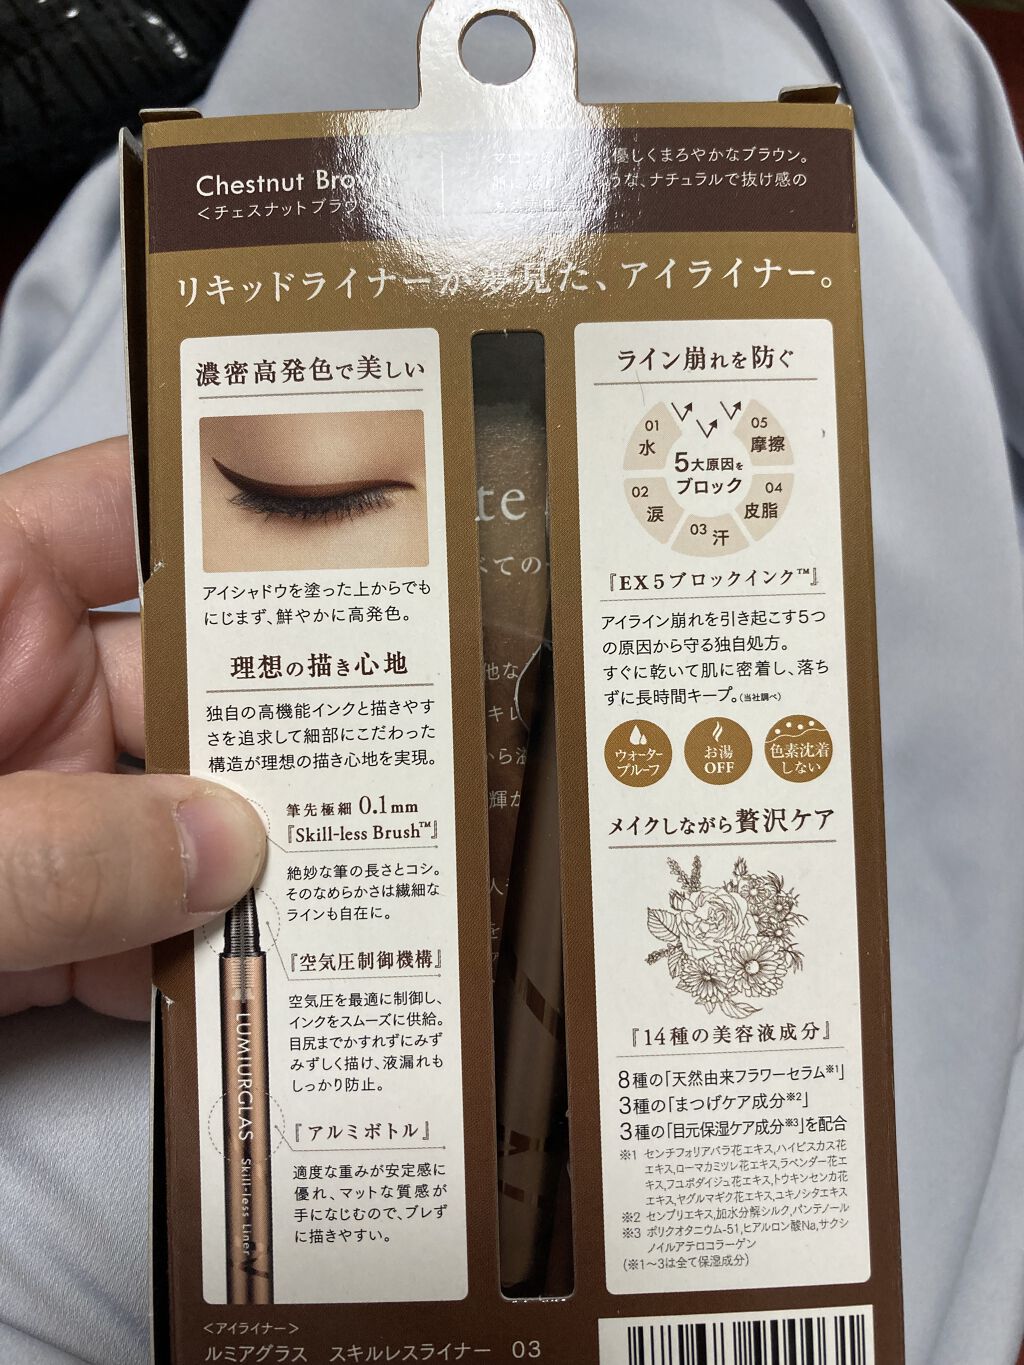 Chestnut Brown
<チェスナットブラウ
優しくまろやかなブラウン。
うな、ナチュラルで抜け感の
リキッドライナーが夢見た、アイライナー。
濃密高発色で美しい
アイシャドウを塗った上からでも
にじまず、鮮やかに高発色。
理想の描き心地
独自の高機能インクと描きやす
さを追求して細部にこだわった
構造が理想の描き心地を実現。
筆先極細 0.1mm
『Skill-less Brush™』
絶妙な筆の長さとコシ。
そのなめらかさは繊細な
ラインも自在に。
『空気圧制御機構』
空気圧を最適に制御し、
インクをスムーズに供給。
目尻までかすれずにみず
みずしく描け、液漏れも
しっかり防止。
『アルミボトル』
適度な重みが安定感に
優れ、マットな質感が
手になじむので、ブレず
に描きやすい。
LUMIURGLAS Skill-less Liner
te
べての
他な
キレ
から
輝か
人
を
ライン崩れを防ぐ
01
水
02
涙
03 汗
04
皮脂
05
摩擦
5大原因を
ブロック
『EX5ブロックインク™』
アイライン崩れを引き起こす5つ
の原因から守る独自処方。
すぐに乾いて肌に密着し、落ち
ずに長時間キープ。(当社調べ)
ウォーター
プルーフ
お湯
OFF
色素沈着
しない
メイクしながら贅沢ケア
『14種の美容液成分』
8種の「天然由来フラワーセラム※1」
3種の「まつげケア成分※2」
3種の「目元保湿ケア成分※3」を配合
※1 センチフォリアバラ花エキス,ハイビスカス花
エキス,ローマカミツレ花エキス,ラベンダー花エ
キス,フユボダイジュ花エキス,トウキンセンカ花
エキス,ヤグルマギク花エキス,ユキノシタエキス
※2 センブリエキス,加水分解シルク,パンテノール
※3 ポリクオタニウム-51,ヒアルロン酸Na,サクシ
ノイルアテロコラーゲン
(※1〜3は全て保湿成分)
<アイライナー>
ルミアグラス スキルレスライナー 03